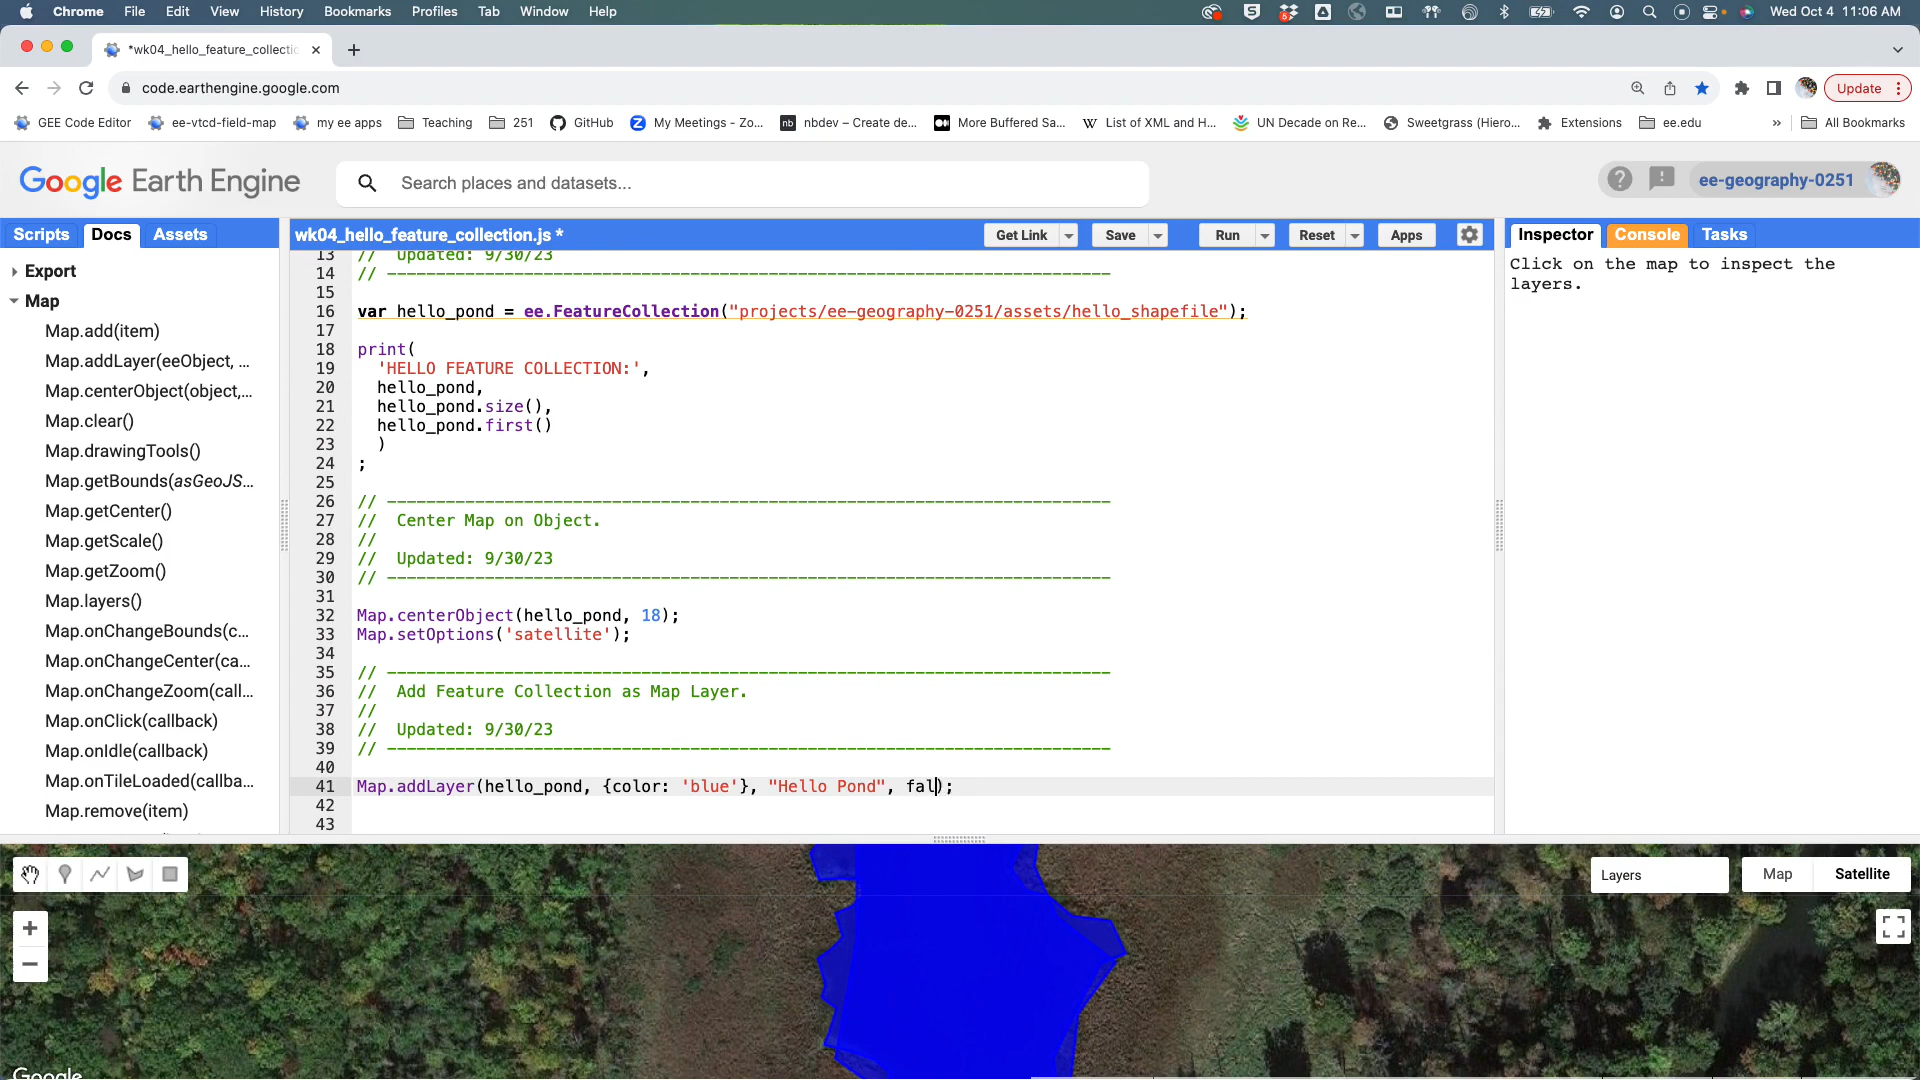 Chrome File Edit View History Bookmarks Profiles Tab Window Help
5
Wed Oct 4 11:06 AM
*wk04_hello_feature_collectio
code.earthengine.google.com
Update
GEE Code Editor ee-vtcd-field-map my ee apps Teaching 251 GitHub My Meetings - Zo... nbdev – Create de... More Buffered Sa... List of XML and H... UN Decade on Re... Sweetgrass (Hiero... Extensions ee.edu » All Bookmarks
Google Earth Engine
Search places and datasets...
ee-geography-0251
Scripts Docs Assets
Export
Map
Map.add(item)
Map.addLayer(eeObject, ...
Map.centerObject(object,...
Map.clear()
Map.drawingTools()
Map.getBounds(asGeoJS...
Map.getCenter()
Map.getScale()
Map.getZoom()
Map.layers()
Map.onChangeBounds(c...
Map.onChangeCenter(ca...
Map.onChangeZoom(call...
Map.onClick(callback)
Map.onIdle(callback)
Map.onTileLoaded(callba...
Map.remove(item)
wk04_hello_feature_collection.js *
Get Link Save Run Reset Apps
13 // Updated: 9/30/23
14 // --------------------------------------------------------------------------
15
16 var hello_pond = ee.FeatureCollection("projects/ee-geography-0251/assets/hello_shapefile");
17
18 print(
19 'HELLO FEATURE COLLECTION:',
20 hello_pond,
21 hello_pond.size(),
22 hello_pond.first()
23 )
24 ;
25
26 // --------------------------------------------------------------------------
27 // Center Map on Object.
28 //
29 // Updated: 9/30/23
30 // --------------------------------------------------------------------------
31
32 Map.centerObject(hello_pond, 18);
33 Map.setOptions('satellite');
34
35 // --------------------------------------------------------------------------
36 // Add Feature Collection as Map Layer.
37 //
38 // Updated: 9/30/23
39 // --------------------------------------------------------------------------
40
41 Map.addLayer(hello_pond, {color: 'blue'}, "Hello Pond", fal);
42
43
Inspector Console Tasks
Click on the map to inspect the
layers.
Layers
Map Satellite
Google